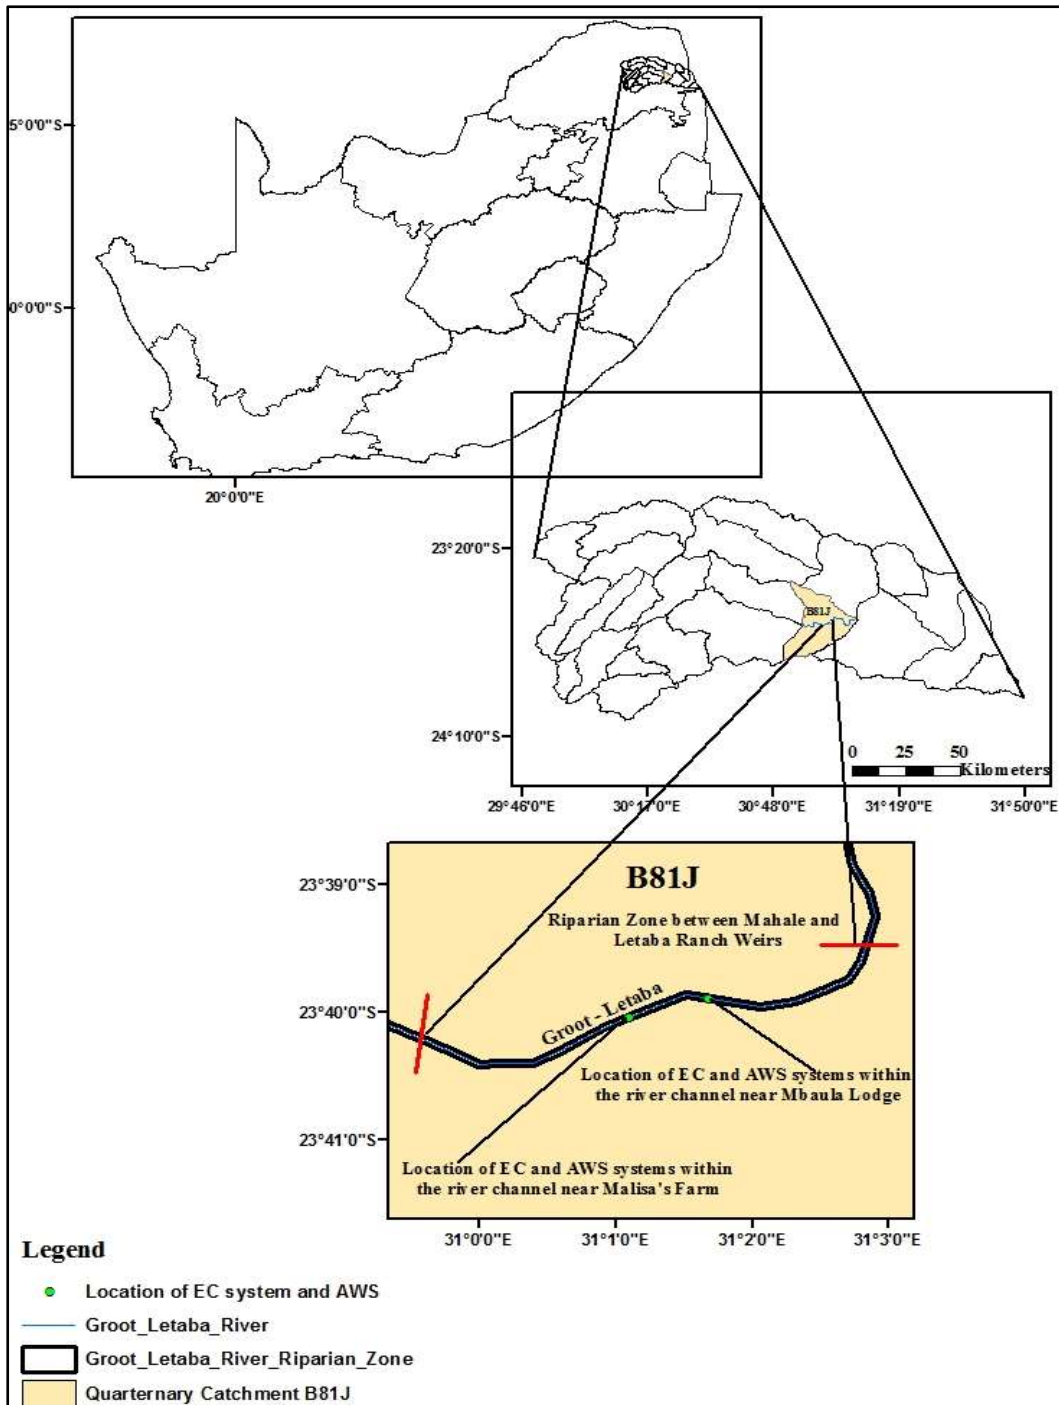 5°0'0"S
0°0'0"S
20°0'0"E
23°20'0"S
B81J
24°10'0"S
0 25 50
Kilometers
29°46'0"E 30°17'0"E 30°48'0"E 31°19'0"E 31°50'0"E
B81J
23°39'0"S
Riparian Zone between Mahale and
Letaba Ranch Weirs
23°40'0"S
Groot - Letaba
Location of EC and AWS systems within
the river channel near Mbaula Lodge
23°41'0"S
Location of EC and AWS systems within
the river channel near Malisa's Farm
31°0'0"E 31°1'0"E 31°2'0"E 31°3'0"E
Legend
Location of EC system and AWS
Groot_Letaba_River
Groot_Letaba_River_Riparian_Zone
Quarternary Catchment B81J